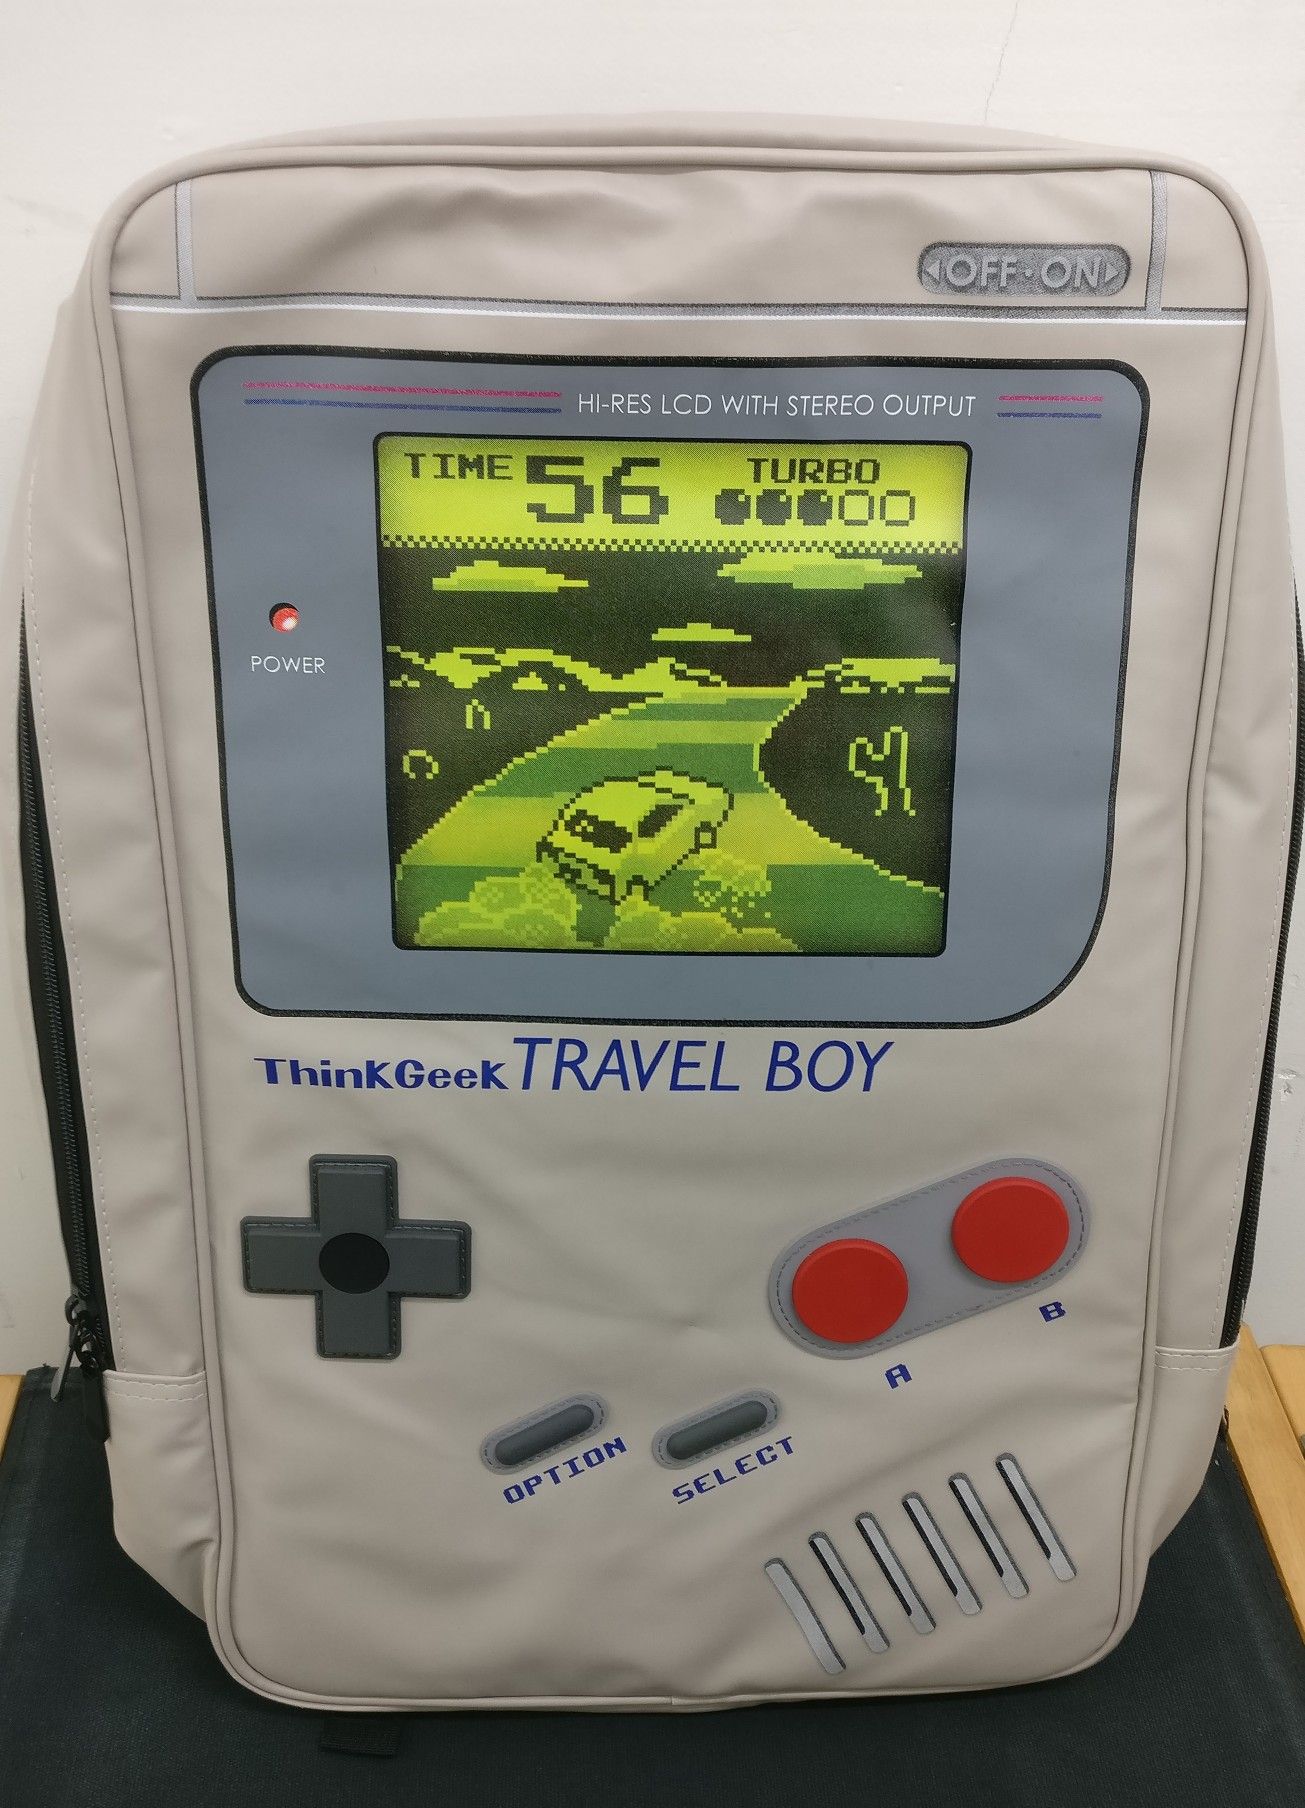 OFF·ON
HI-RES LCD WITH STEREO OUTPUT
TIME 56 TURBO
POWER
ThinkGeek TRAVEL BOY
B
A
OPTION SELECT